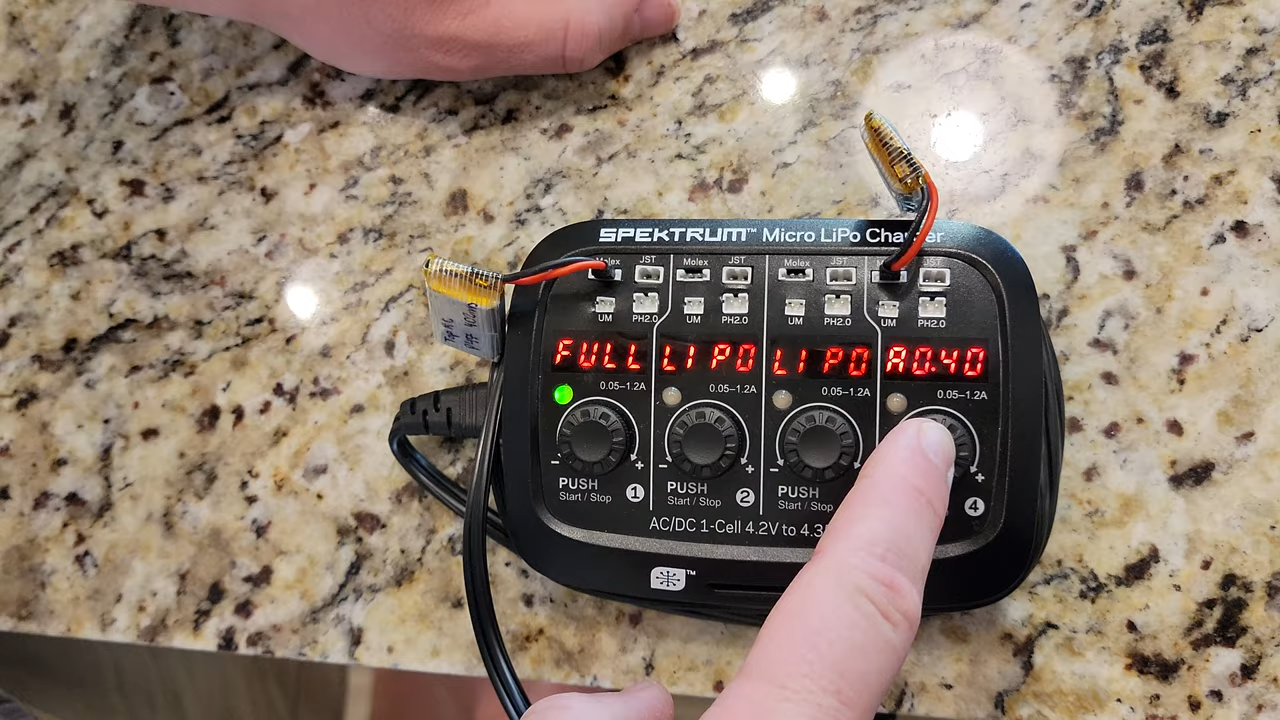 SPEKTRUM™ Micro LiPo Charger
Molex JST Molex JST Molex JST JST
UM PH2.0 UM PH2.0 UM PH2.0 UM PH2.0
FULL LIPO LIPO A0.40
0.05–1.2A 0.05–1.2A 0.05–1.2A 0.05–1.2A
- + - + - + +
PUSH 1 PUSH 2 PUSH 4
Start / Stop Start / Stop Start / Stop
AC/DC 1-Cell 4.2V to
TM